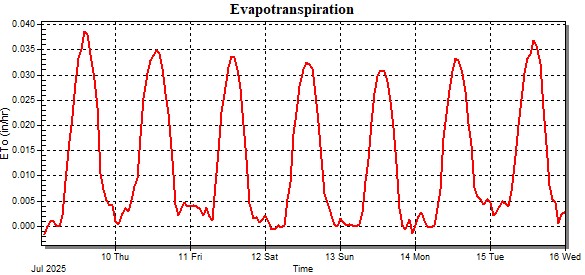 Evapotranspiration
0.040
0.035
0.030
0.025
0.020
0.015
0.010
0.005
0.000
ETo (in/hr)
10 Thu 11 Fri 12 Sat 13 Sun 14 Mon 15 Tue 16 Wed
Jul 2025 Time